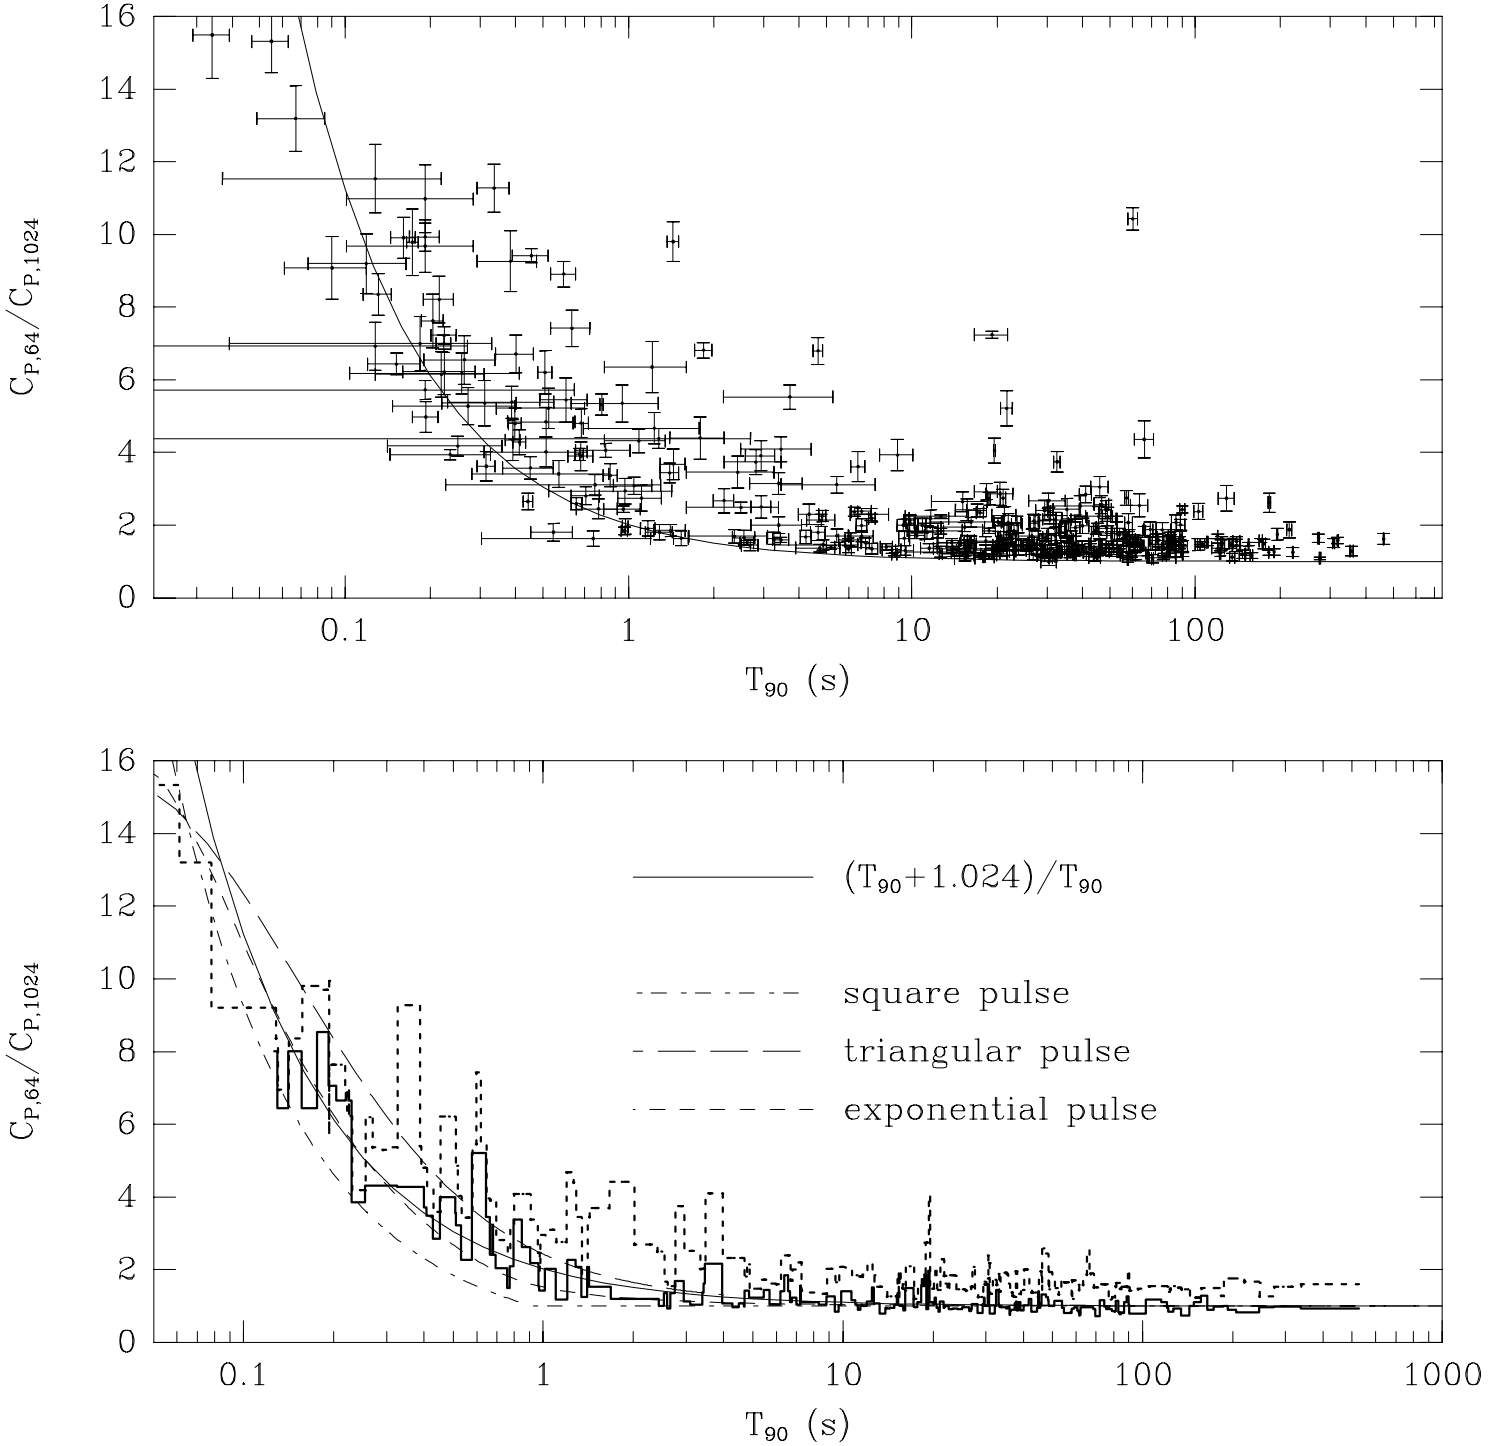 16
14
12
10
8
6
4
2
0
C_P,64/C_P,1024
0.1 1 10 100
T_90 (s)
16
14
12
10
8
6
4
2
0
C_P,64/C_P,1024
(T_90+1.024)/T_90
square pulse
triangular pulse
exponential pulse
0.1 1 10 100 1000
T_90 (s)